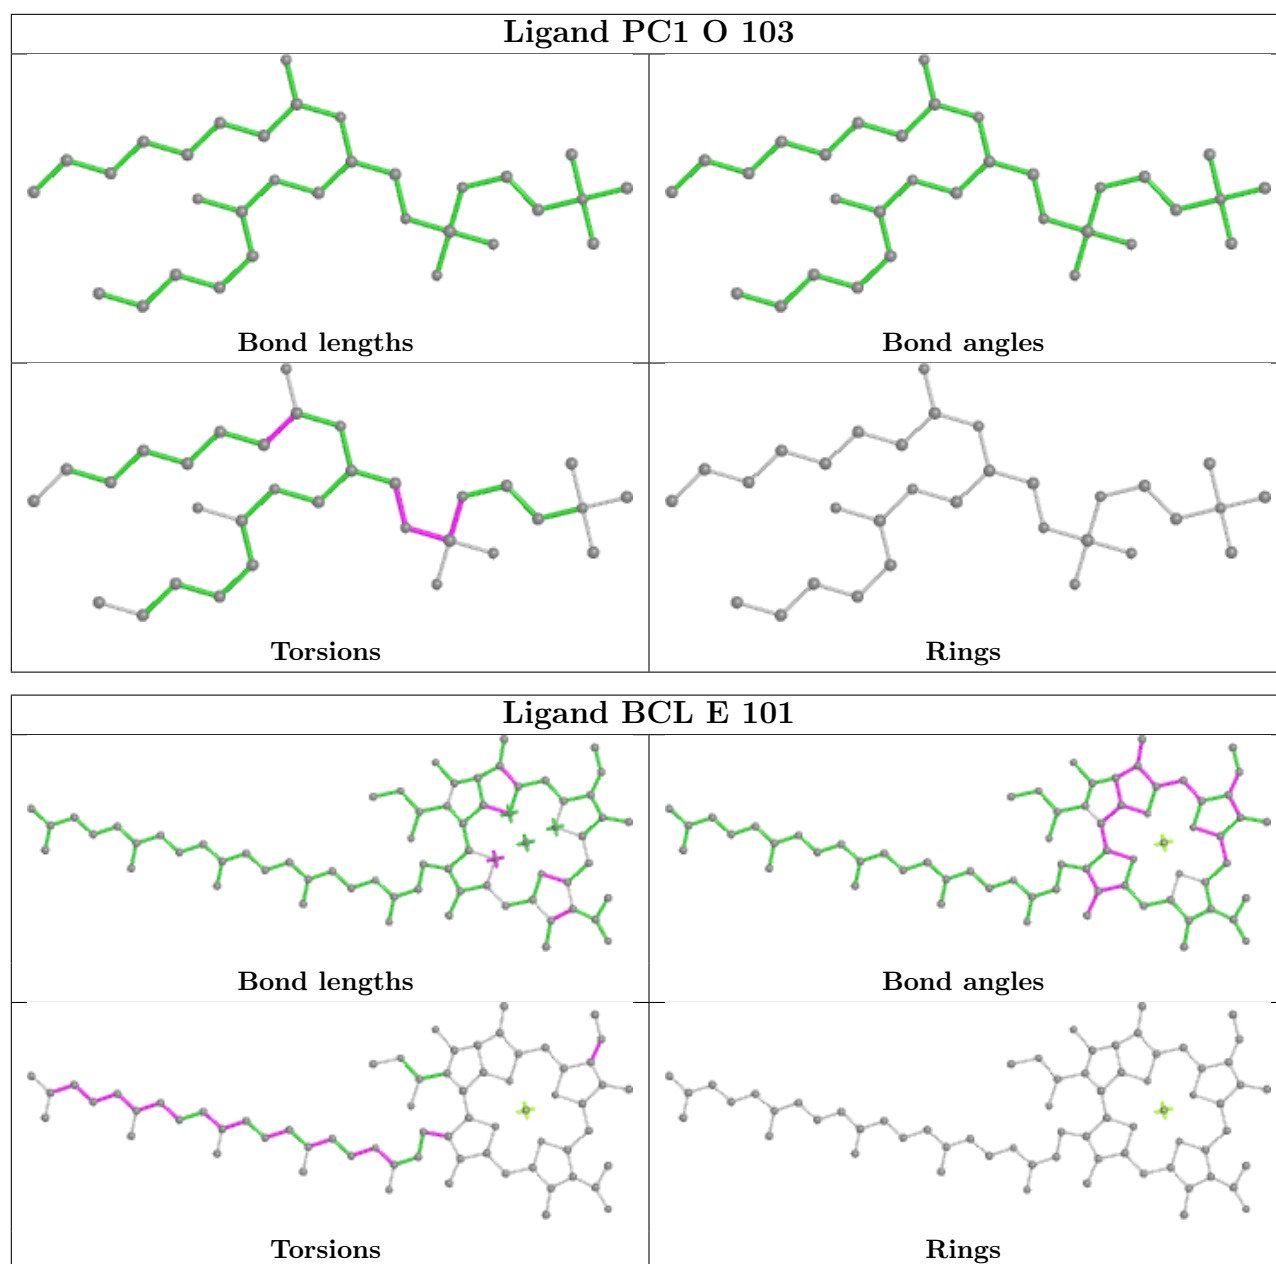 Ligand PC1 O 103
Bond lengths
Bond angles
Torsions
Rings
Ligand BCL E 101
Bond lengths
Bond angles
Torsions
Rings